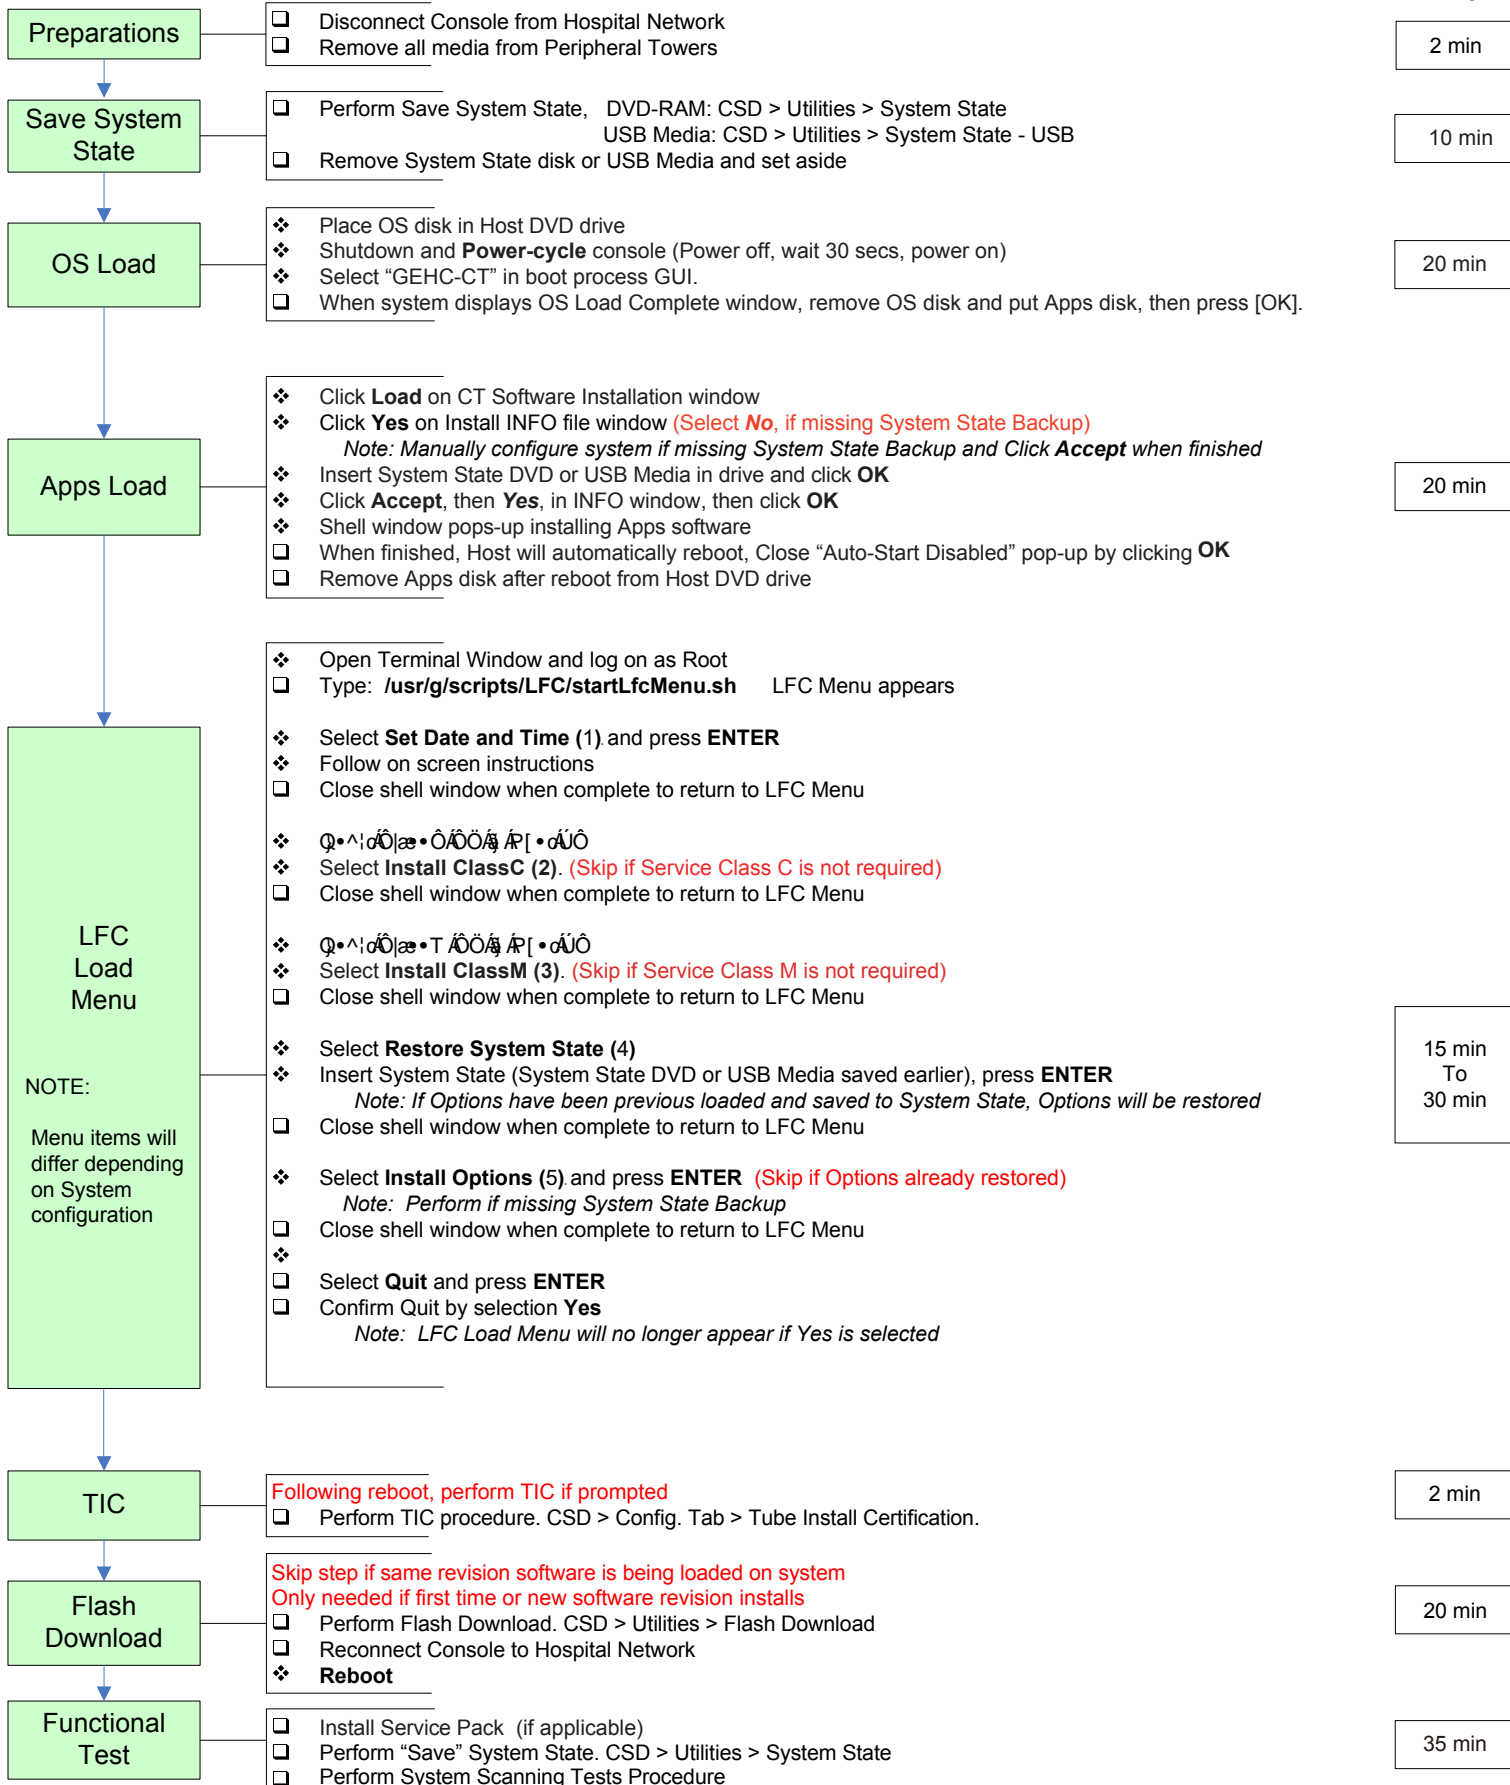 Preparations
Disconnect Console from Hospital Network
Remove all media from Peripheral Towers
2 min
Save System
State
Perform Save System State, DVD-RAM: CSD > Utilities > System State
USB Media: CSD > Utilities > System State - USB
Remove System State disk or USB Media and set aside
10 min
OS Load
Place OS disk in Host DVD drive
Shutdown and Power-cycle console (Power off, wait 30 secs, power on)
Select “GEHC-CT” in boot process GUI.
When system displays OS Load Complete window, remove OS disk and put Apps disk, then press [OK].
20 min
Apps Load
Click Load on CT Software Installation window
Click Yes on Install INFO file window (Select No, if missing System State Backup)
Note: Manually configure system if missing System State Backup and Click Accept when finished
Insert System State DVD or USB Media in drive and click OK
Click Accept, then Yes, in INFO window, then click OK
Shell window pops-up installing Apps software
When finished, Host will automatically reboot, Close “Auto-Start Disabled” pop-up by clicking OK
Remove Apps disk after reboot from Host DVD drive
20 min
LFC
Load
Menu
NOTE:
Menu items will
differ depending
on System
configuration
Open Terminal Window and log on as Root
Type: /usr/g/scripts/LFC/startLfcMenu.sh LFC Menu appears
Select Set Date and Time (1) and press ENTER
Follow on screen instructions
Close shell window when complete to return to LFC Menu
Select Install ClassC (2). (Skip if Service Class C is not required)
Close shell window when complete to return to LFC Menu
Select Install ClassM (3). (Skip if Service Class M is not required)
Close shell window when complete to return to LFC Menu
Select Restore System State (4)
Insert System State (System State DVD or USB Media saved earlier), press ENTER
Note: If Options have been previous loaded and saved to System State, Options will be restored
Close shell window when complete to return to LFC Menu
Select Install Options (5) and press ENTER (Skip if Options already restored)
Note: Perform if missing System State Backup
Close shell window when complete to return to LFC Menu
Select Quit and press ENTER
Confirm Quit by selection Yes
Note: LFC Load Menu will no longer appear if Yes is selected
15 min
To
30 min
TIC
Following reboot, perform TIC if prompted
Perform TIC procedure. CSD > Config. Tab > Tube Install Certification.
2 min
Flash
Download
Skip step if same revision software is being loaded on system
Only needed if first time or new software revision installs
Perform Flash Download. CSD > Utilities > Flash Download
Reconnect Console to Hospital Network
Reboot
20 min
Functional
Test
Install Service Pack (if applicable)
Perform “Save” System State. CSD > Utilities > System State
Perform System Scanning Tests Procedure
35 min